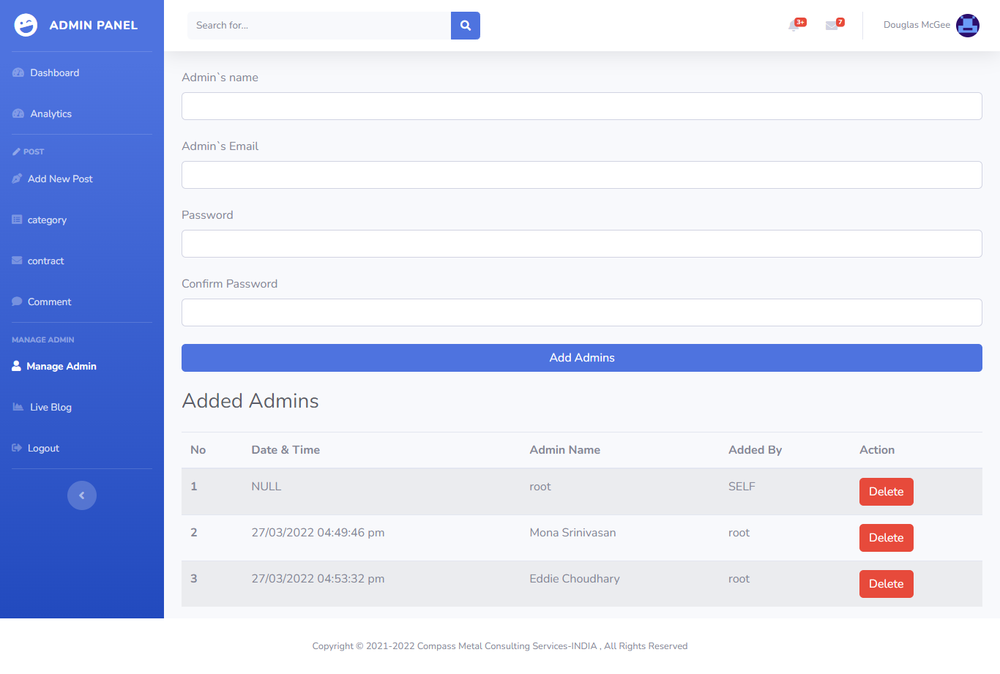 ADMIN PANEL
Search for...
3+
7
Douglas McGee
Dashboard
Analytics
POST
Add New Post
category
contract
Comment
MANAGE ADMIN
Manage Admin
Live Blog
Logout
Admin`s name
Admin`s Email
Password
Confirm Password
Add Admins
Added Admins
No Date & Time Admin Name Added By Action
1 NULL root SELF Delete
2 27/03/2022 04:49:46 pm Mona Srinivasan root Delete
3 27/03/2022 04:53:32 pm Eddie Choudhary root Delete
Copyright © 2021-2022 Compass Metal Consulting Services-INDIA , All Rights Reserved